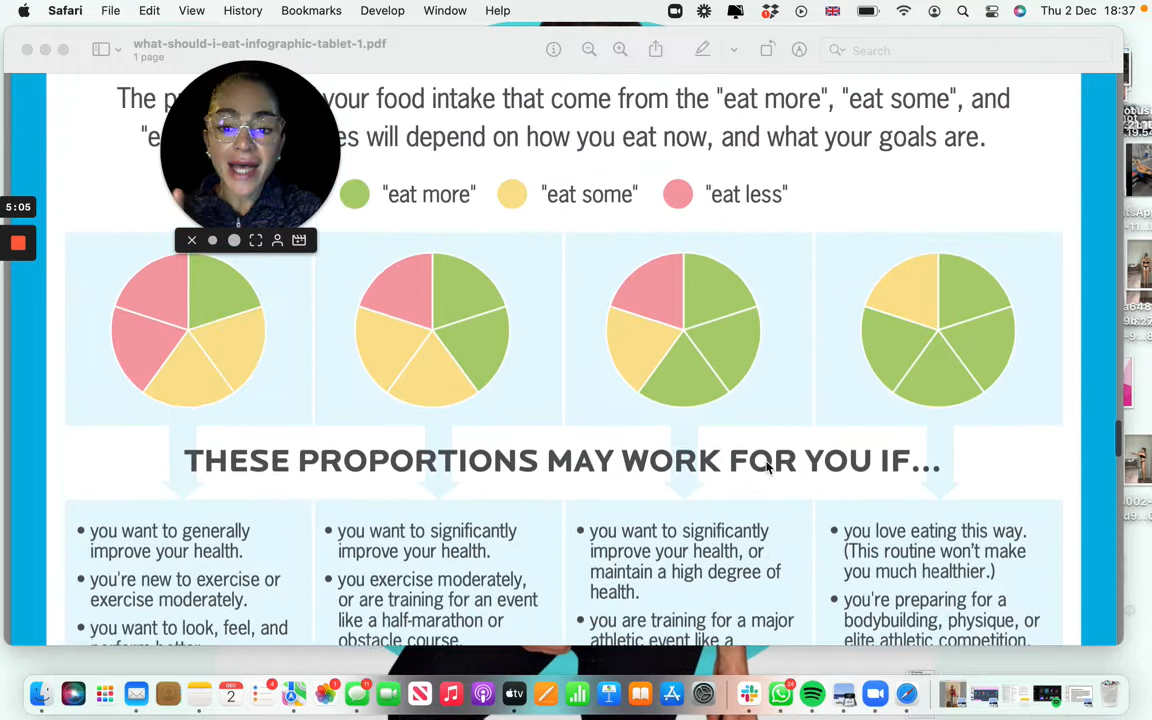 Safari File Edit View History Bookmarks Develop Window Help Thu 2 Dec 18:37
what-should-i-eat-infographic-tablet-1.pdf
1 page
Search
The your food intake that come from the "eat more", "eat some", and
will depend on how you eat now, and what your goals are.
"eat more" "eat some" "eat less"
5:05
THESE PROPORTIONS MAY WORK FOR YOU IF...
• you want to generally
improve your health.
• you're new to exercise or
exercise moderately.
• you want to look, feel, and
perform better.
• you want to significantly
improve your health.
• you exercise moderately,
or are training for an event
like a half-marathon or
obstacle course.
• you want to significantly
improve your health, or
maintain a high degree of
health.
• you are training for a major
athletic event like a
• you love eating this way.
(This routine won't make
you much healthier.)
• you're preparing for a
bodybuilding, physique, or
elite athletic competition.